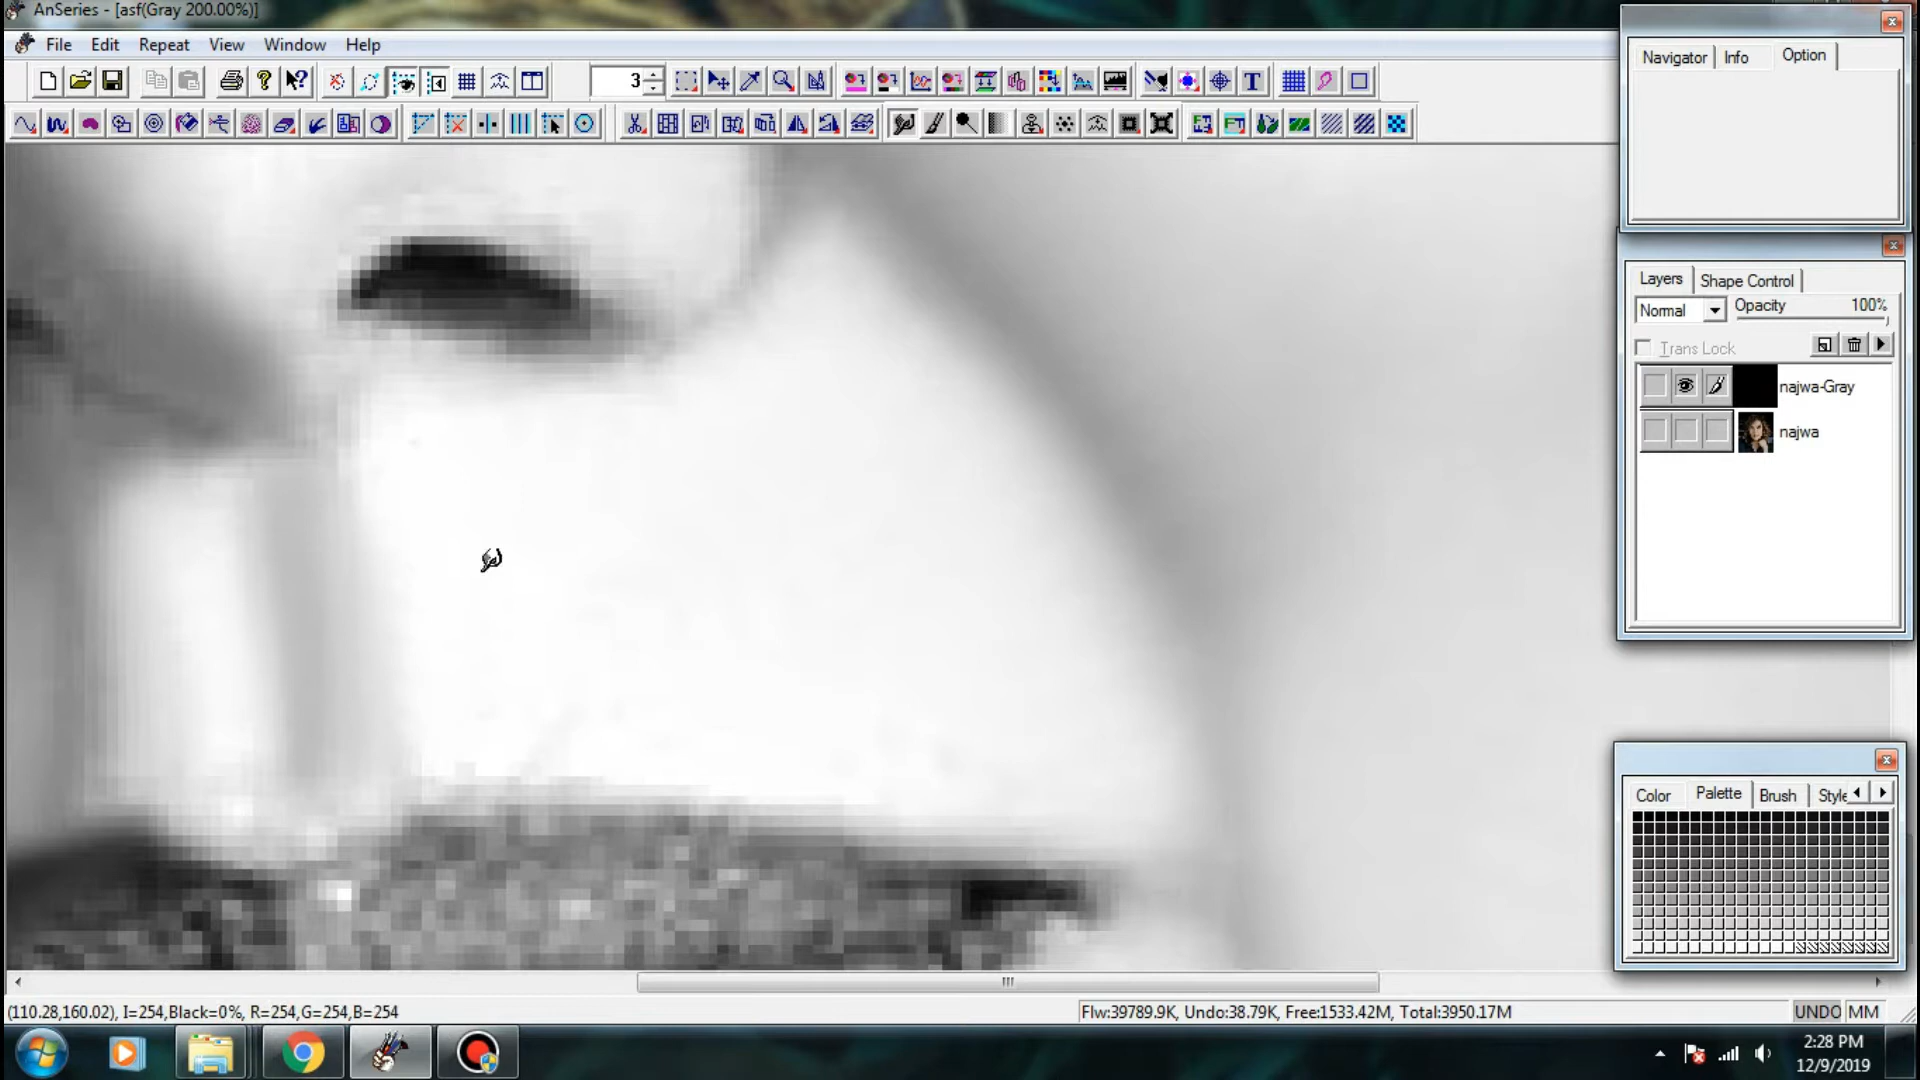 AnSeries - [asf(Gray 200.00%)]
File Edit Repeat View Window Help
3
Navigator Info Option
Layers Shape Control
Normal Opacity 100%
Trans Lock
najwa-Gray
najwa
Color Palette Brush Style
(110.28,160.02), I=254,Black=0%, R=254,G=254,B=254
Flw:39789.9K, Undo:38.79K, Free:1533.42M, Total:3950.17M
UNDO MM
2:28 PM
12/9/2019